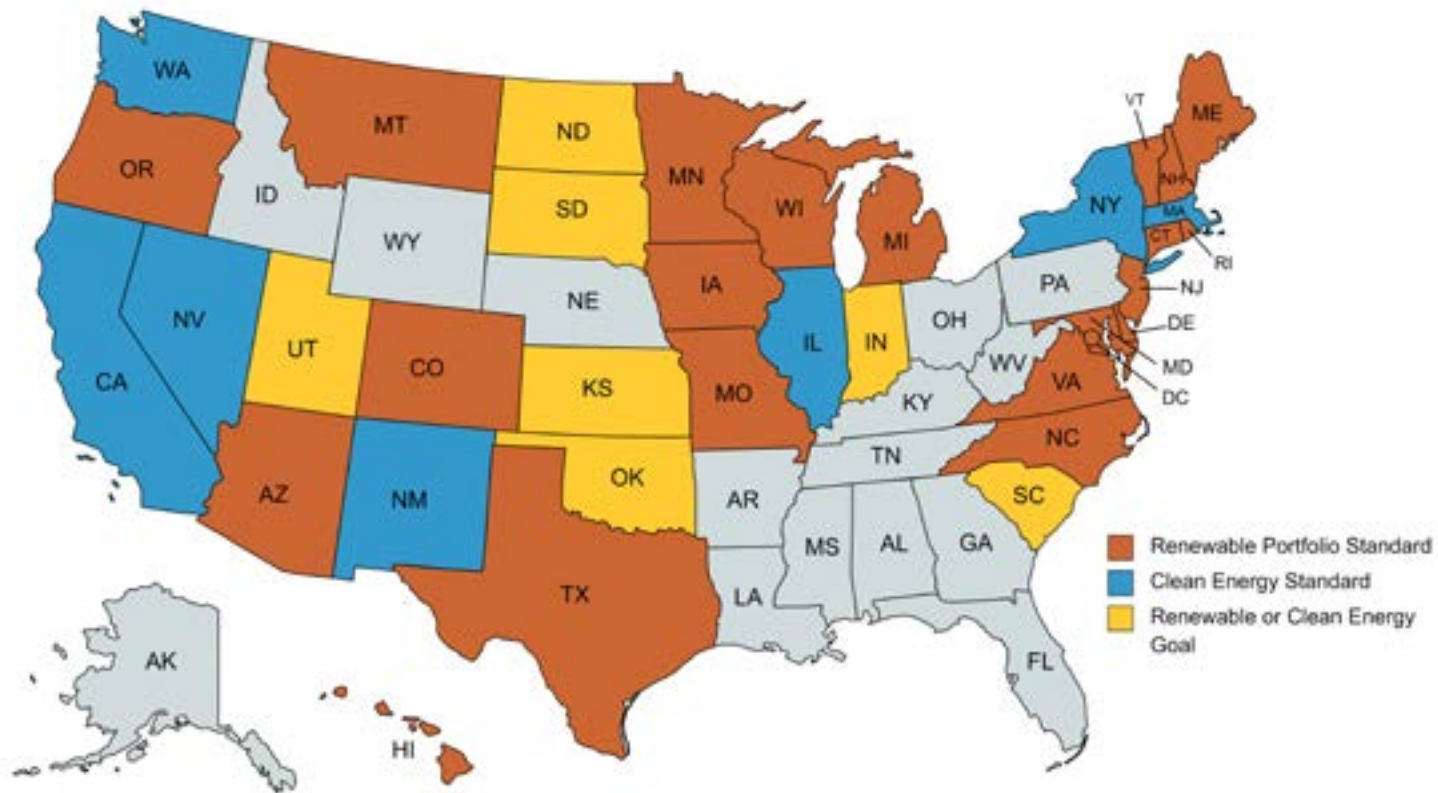 WA
MT
ND
MN
VT
ME
OR
ID
SD
WI
MI
NH
NY
MA
CT
RI
WY
IA
NE
PA
NJ
OH
DE
NV
UT
CO
IL
IN
WV
MD
CA
KS
MO
KY
VA
DC
NC
TN
AZ
NM
OK
AR
SC
MS
AL
GA
TX
LA
Renewable Portfolio Standard
Clean Energy Standard
Renewable or Clean Energy
Goal
AK
FL
HI